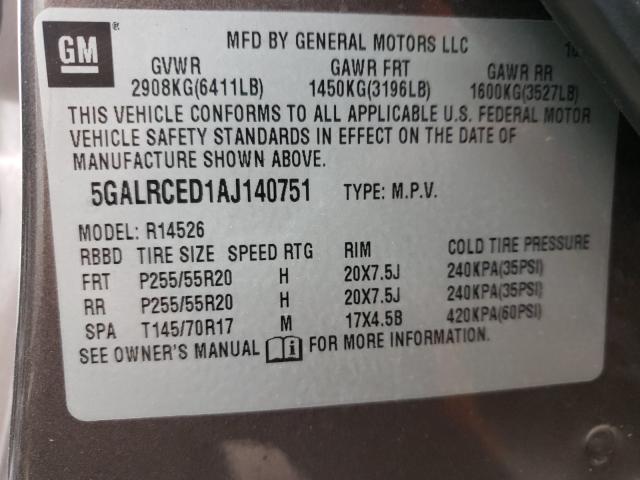 GM
MFD BY GENERAL MOTORS LLC
GVWR GAWR FRT GAWR RR
2908KG(6411LB) 1450KG(3196LB) 1600KG(3527LB)
THIS VEHICLE CONFORMS TO ALL APPLICABLE U.S. FEDERAL MOTOR
VEHICLE SAFETY STANDARDS IN EFFECT ON THE DATE OF
MANUFACTURE SHOWN ABOVE.
5GALRCED1AJ140751 TYPE: M.P.V.
MODEL: R14526
RBBD TIRE SIZE SPEED RTG RIM COLD TIRE PRESSURE
FRT P255/55R20 H 20X7.5J 240KPA(35PSI)
RR P255/55R20 H 20X7.5J 240KPA(35PSI)
SPA T145/70R17 M 17X4.5B 420KPA(60PSI)
SEE OWNER'S MANUAL i FOR MORE INFORMATION.